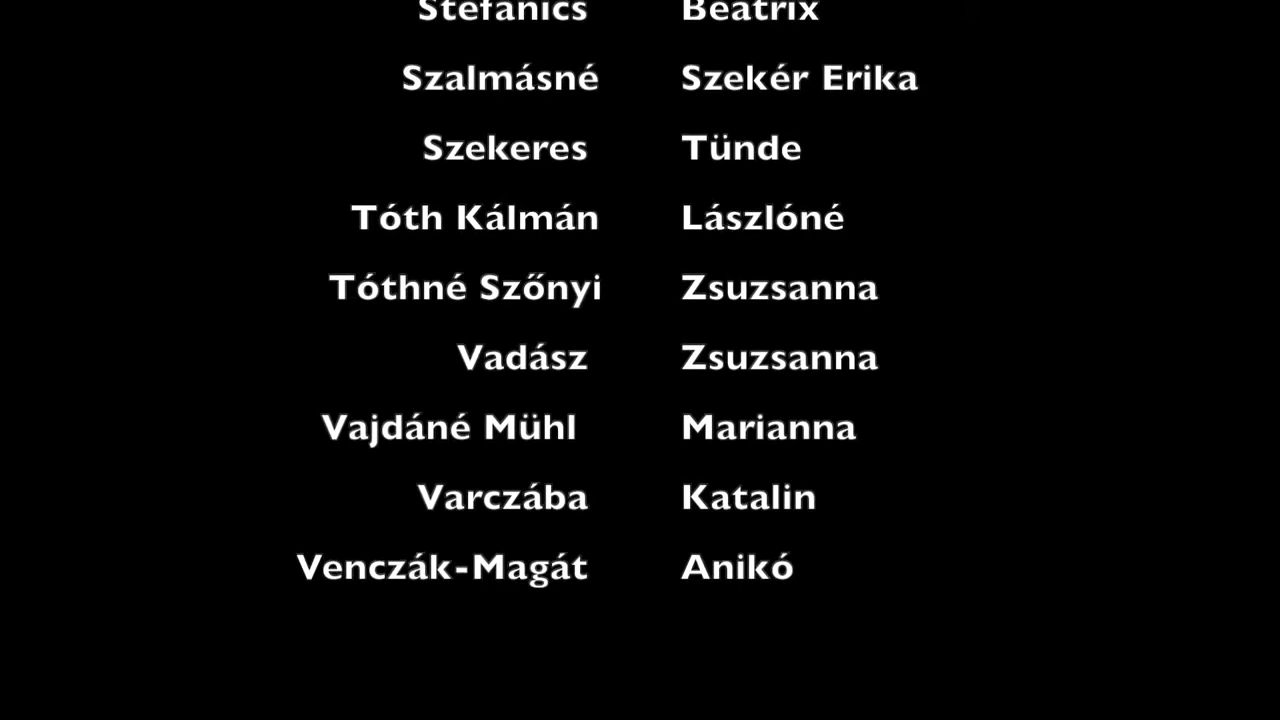 Stefanics Beatrix
Szalmásné Szekér Erika
Szekeres Tünde
Tóth Kálmán Lászlóné
Tóthné Szőnyi Zsuzsanna
Vadász Zsuzsanna
Vajdáné Mühl Marianna
Varczába Katalin
Venczák-Magát Anikó